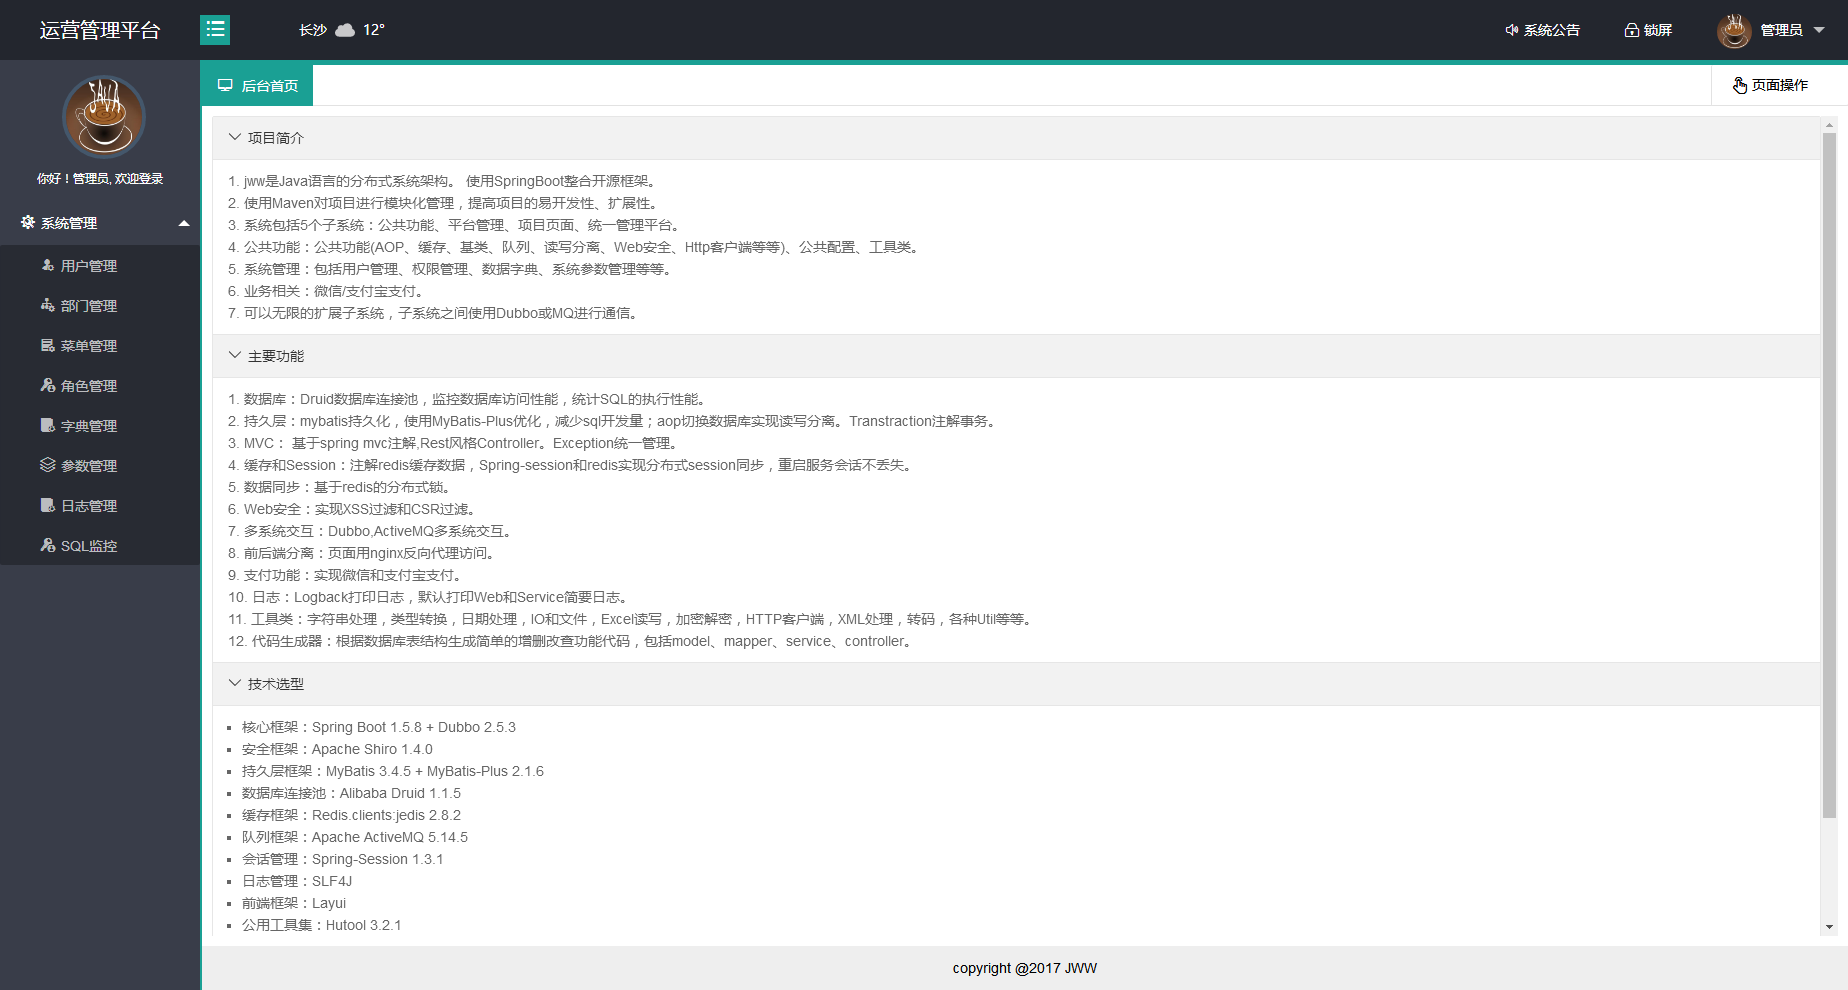 运营管理平台
长沙 12°
系统公告
锁屏
管理员
JAVA
你好！管理员, 欢迎登录
系统管理
用户管理
部门管理
菜单管理
角色管理
字典管理
参数管理
日志管理
SQL监控
后台首页
页面操作
项目简介
1. jww是Java语言的分布式系统架构。 使用SpringBoot整合开源框架。
2. 使用Maven对项目进行模块化管理，提高项目的易开发性、扩展性。
3. 系统包括5个子系统：公共功能、平台管理、项目页面、统一管理平台。
4. 公共功能：公共功能(AOP、缓存、基类、队列、读写分离、Web安全、Http客户端等等)、公共配置、工具类。
5. 系统管理：包括用户管理、权限管理、数据字典、系统参数管理等等。
6. 业务相关：微信/支付宝支付。
7. 可以无限的扩展子系统，子系统之间使用Dubbo或MQ进行通信。
主要功能
1. 数据库：Druid数据库连接池，监控数据库访问性能，统计SQL的执行性能。
2. 持久层：mybatis持久化，使用MyBatis-Plus优化，减少sql开发量；aop切换数据库实现读写分离。Transtraction注解事务。
3. MVC： 基于spring mvc注解,Rest风格Controller。Exception统一管理。
4. 缓存和Session：注解redis缓存数据，Spring-session和redis实现分布式session同步，重启服务会话不丢失。
5. 数据同步：基于redis的分布式锁。
6. Web安全：实现XSS过滤和CSR过滤。
7. 多系统交互：Dubbo,ActiveMQ多系统交互。
8. 前后端分离：页面用nginx反向代理访问。
9. 支付功能：实现微信和支付宝支付。
10. 日志：Logback打印日志，默认打印Web和Service简要日志。
11. 工具类：字符串处理，类型转换，日期处理，IO和文件，Excel读写，加密解密，HTTP客户端，XML处理，转码，各种Util等等。
12. 代码生成器：根据数据库表结构生成简单的增删改查功能代码，包括model、mapper、service、controller。
技术选型
▪ 核心框架：Spring Boot 1.5.8 + Dubbo 2.5.3
▪ 安全框架：Apache Shiro 1.4.0
▪ 持久层框架：MyBatis 3.4.5 + MyBatis-Plus 2.1.6
▪ 数据库连接池：Alibaba Druid 1.1.5
▪ 缓存框架：Redis.clients:jedis 2.8.2
▪ 队列框架：Apache ActiveMQ 5.14.5
▪ 会话管理：Spring-Session 1.3.1
▪ 日志管理：SLF4J
▪ 前端框架：Layui
▪ 公用工具集：Hutool 3.2.1
copyright @2017 JWW